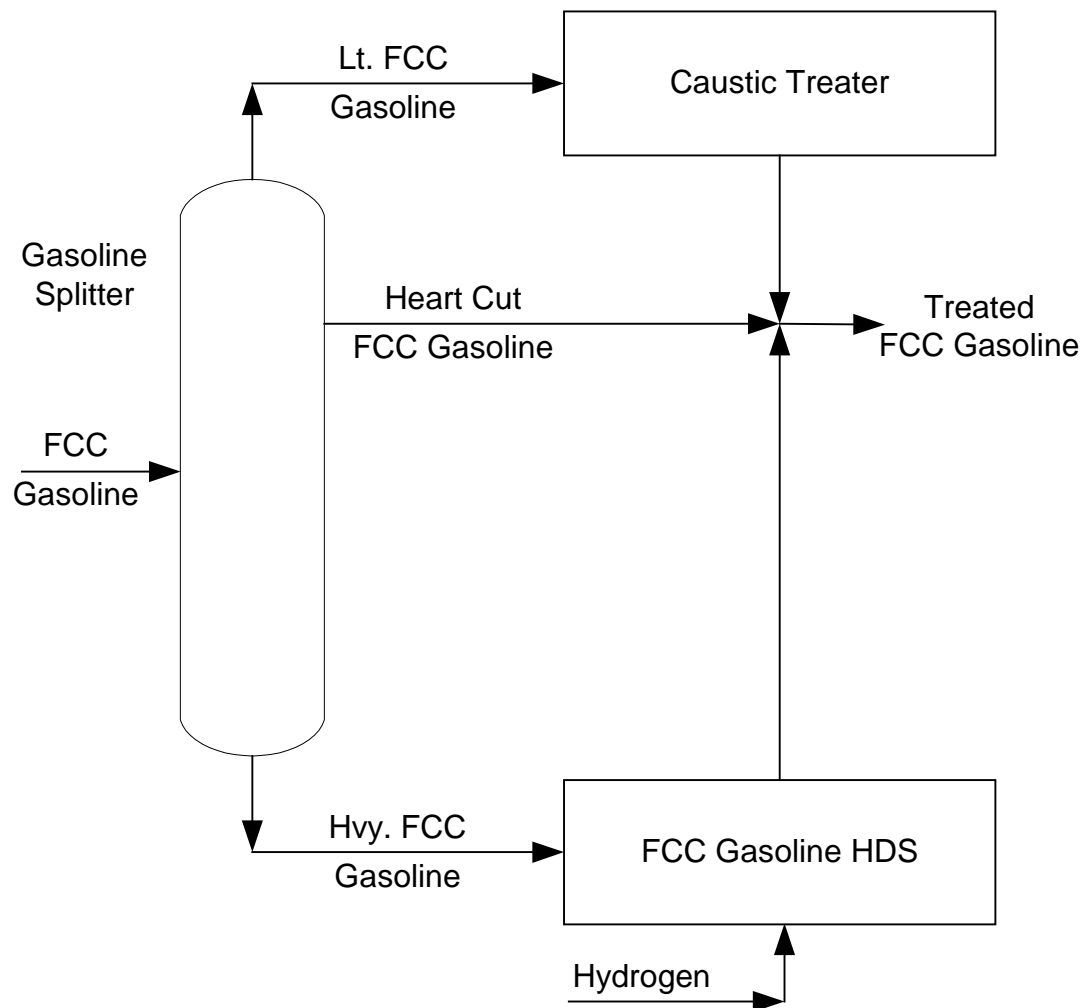 Lt. FCC
Gasoline
Caustic Treater
Gasoline
Splitter
Heart Cut
FCC Gasoline
Treated
FCC Gasoline
FCC
Gasoline
Hvy. FCC
Gasoline
FCC Gasoline HDS
Hydrogen